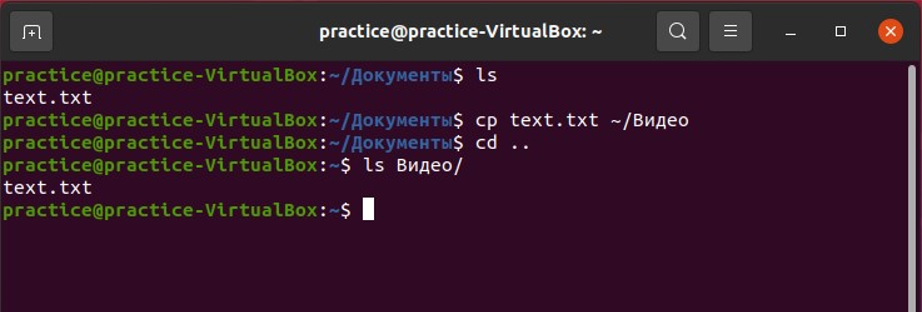 practice@practice-VirtualBox: ~
practice@practice-VirtualBox:~/Документы$ ls
text.txt
practice@practice-VirtualBox:~/Документы$ cp text.txt ~/Видео
practice@practice-VirtualBox:~/Документы$ cd ..
practice@practice-VirtualBox:~$ ls Видео/
text.txt
practice@practice-VirtualBox:~$